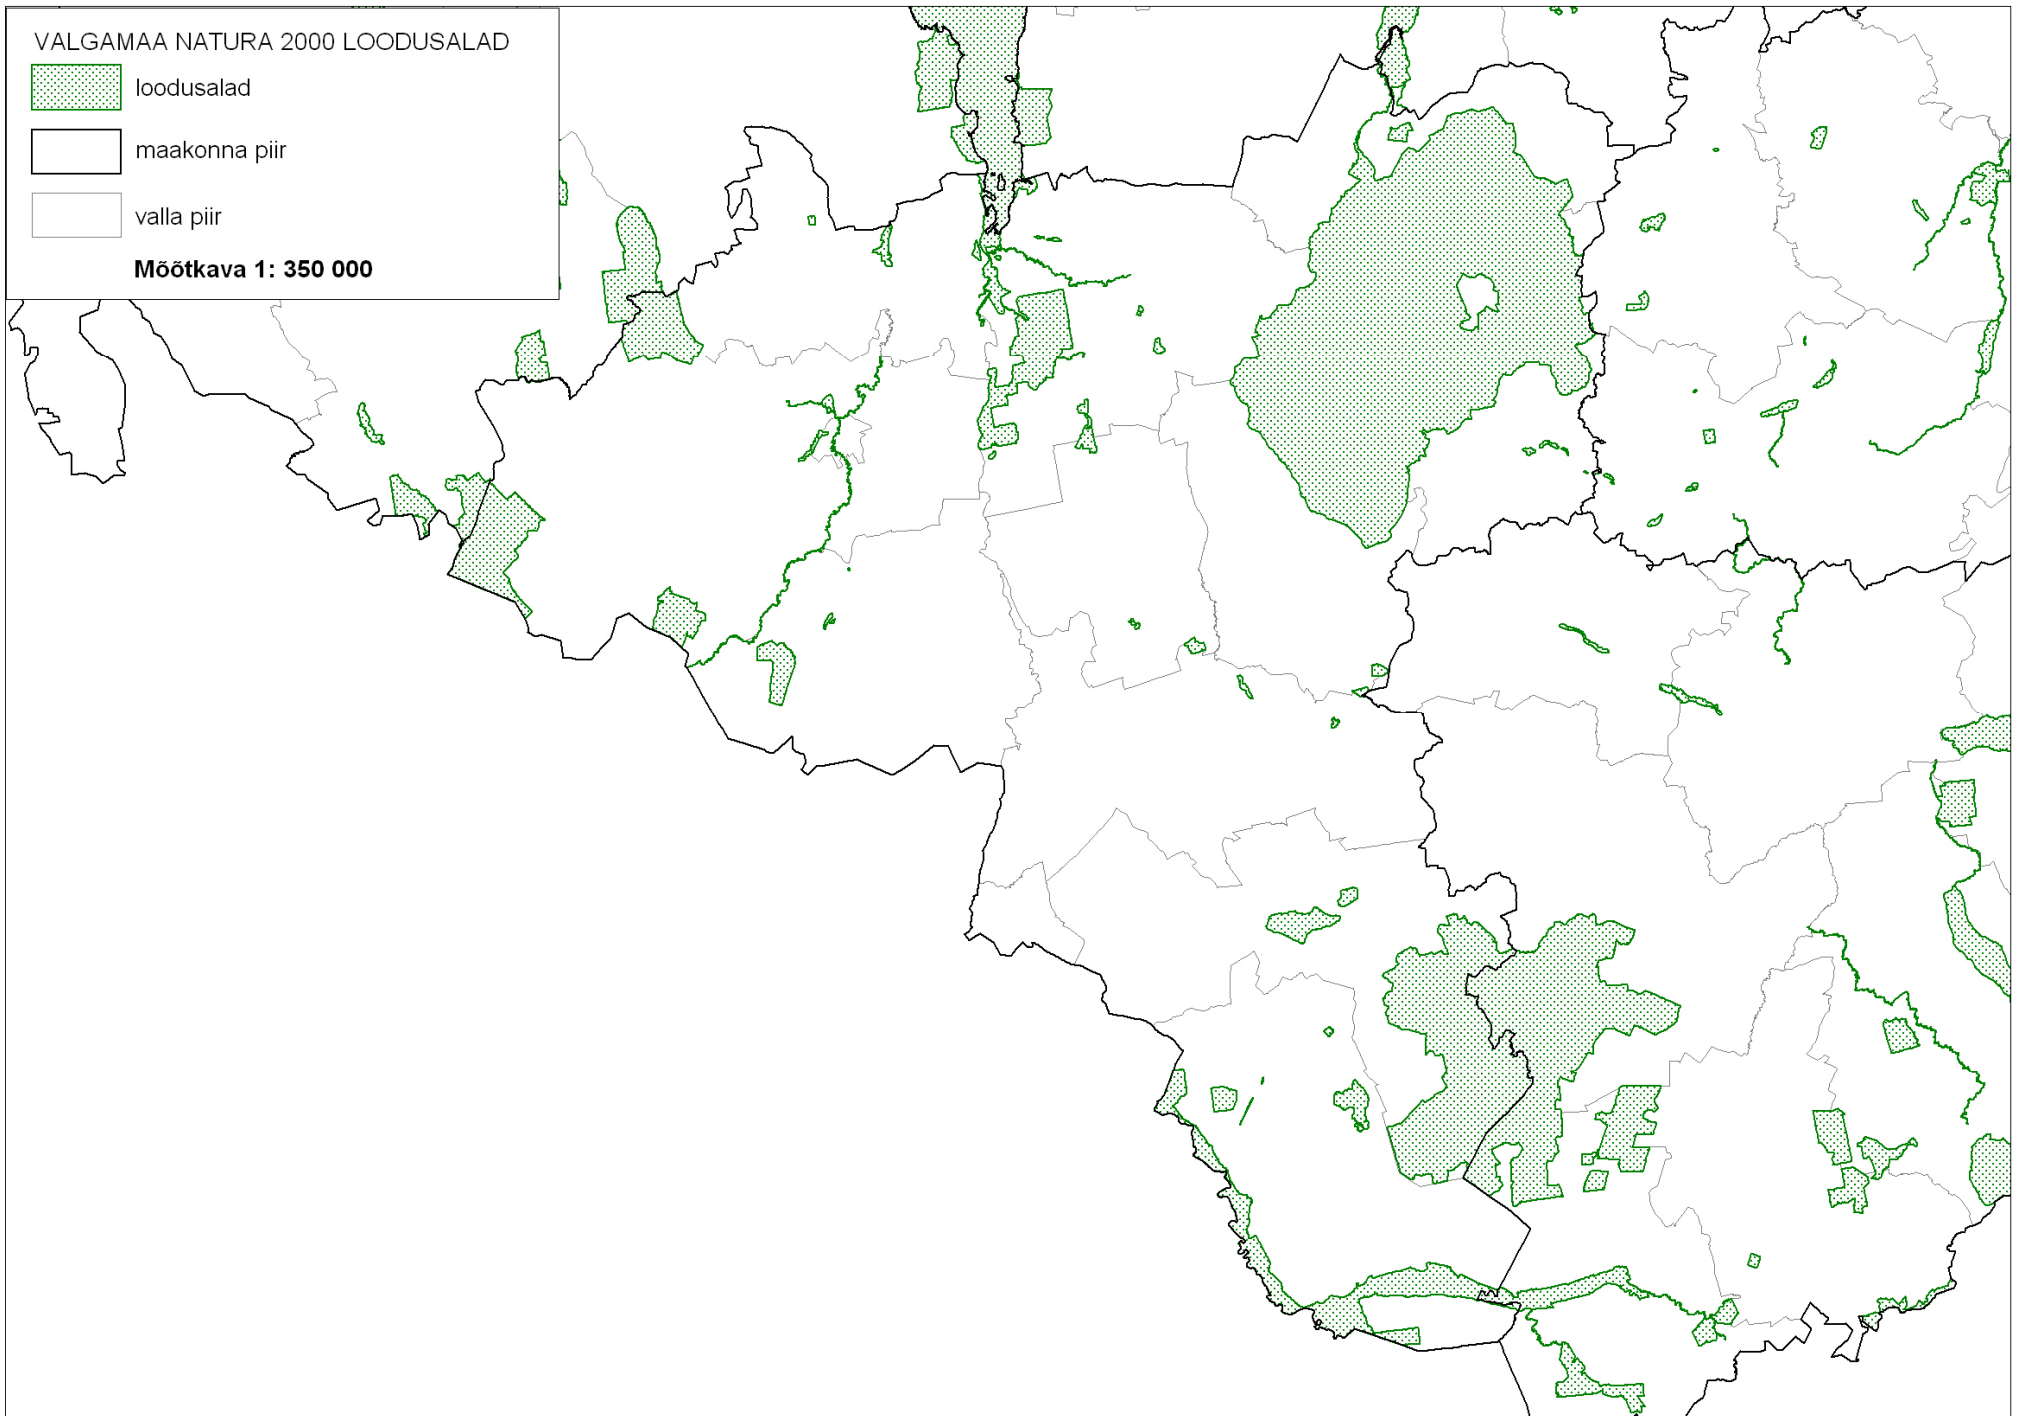 VALGAMAA NATURA 2000 LOODUSALAD
loodusalad
maakonna piir
valla piir
Mõõtkava 1: 350 000